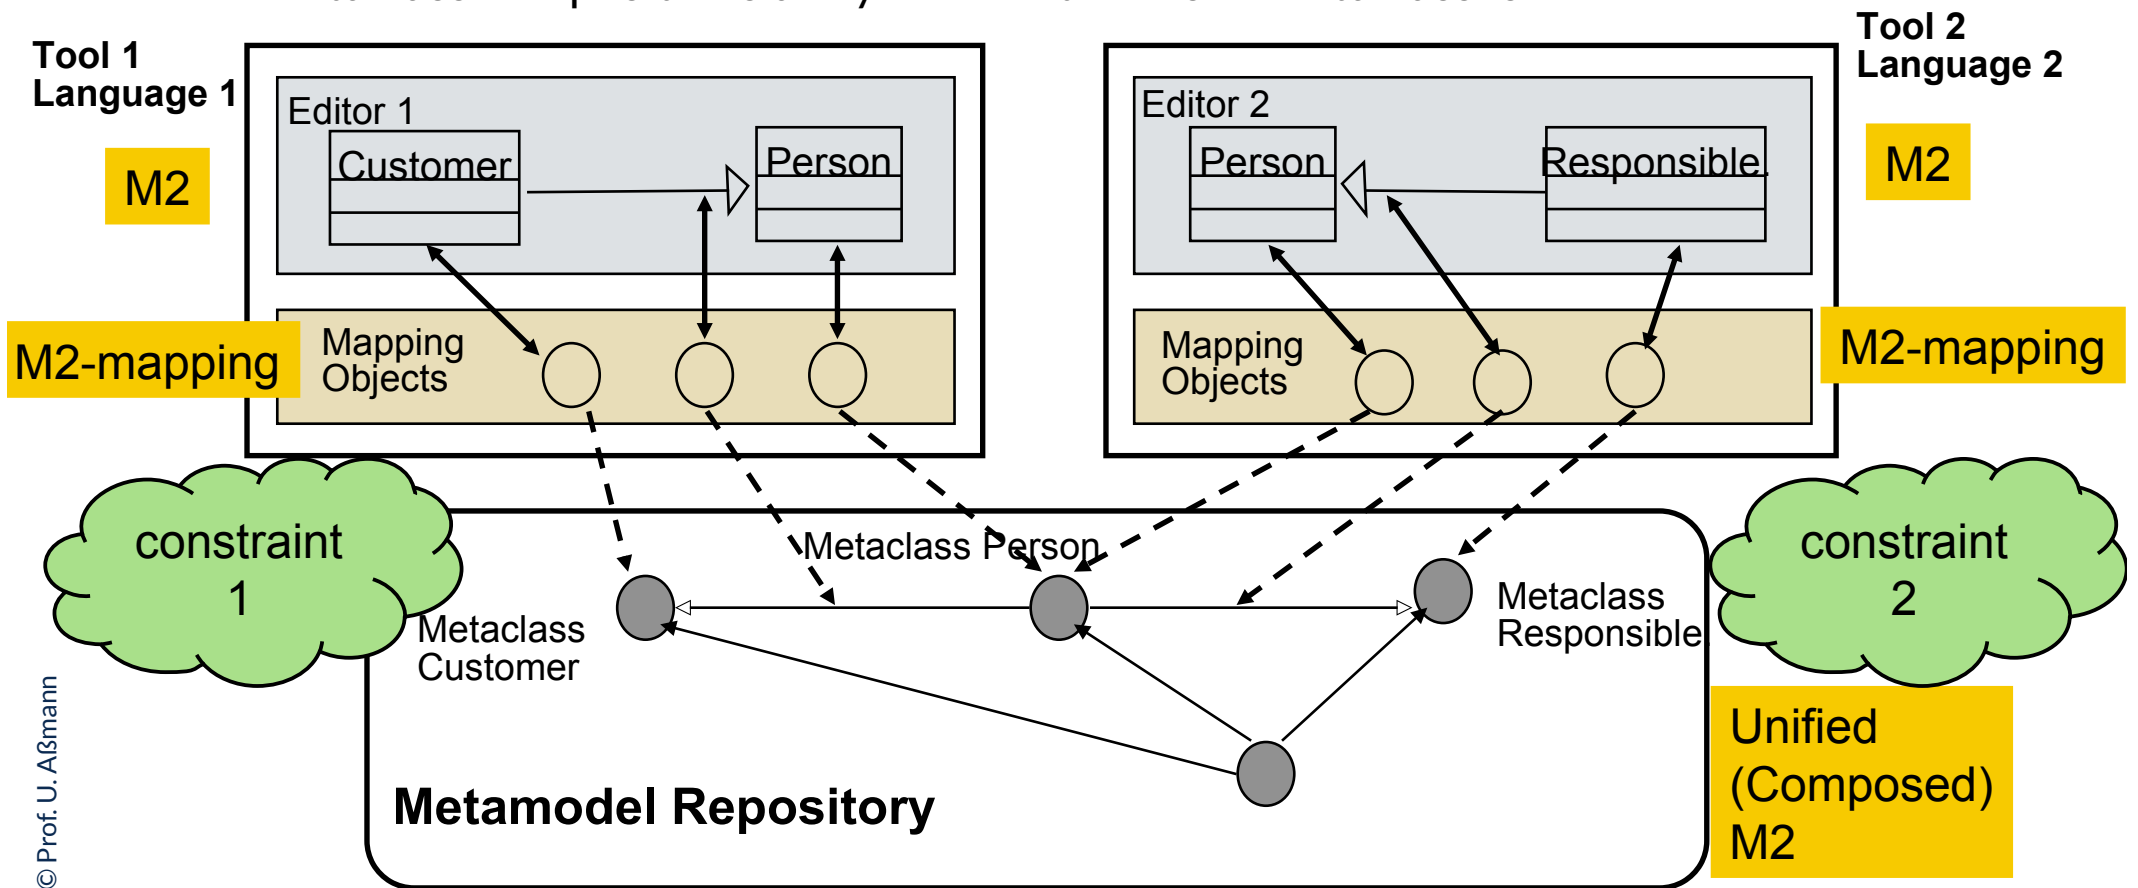 Tool 1
Language 1
Editor 1
Customer
Person
M2
Mapping
Objects
M2-mapping
Tool 2
Language 2
Editor 2
Person
Responsible.
M2
Mapping
Objects
M2-mapping
constraint
1
constraint
2
Metaclass Person
Metaclass
Customer
Metaclass
Responsible.
Metamodel Repository
Unified
(Composed)
M2
© Prof. U. Aßmann